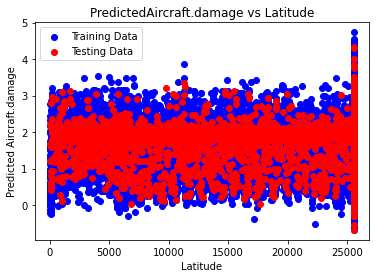 PredictedAircraft.damage vs Latitude
Training Data
Testing Data
Predicted Aircraft.damage
5
4
3
2
1
0
0
5000
10000
15000
20000
25000
Latitude